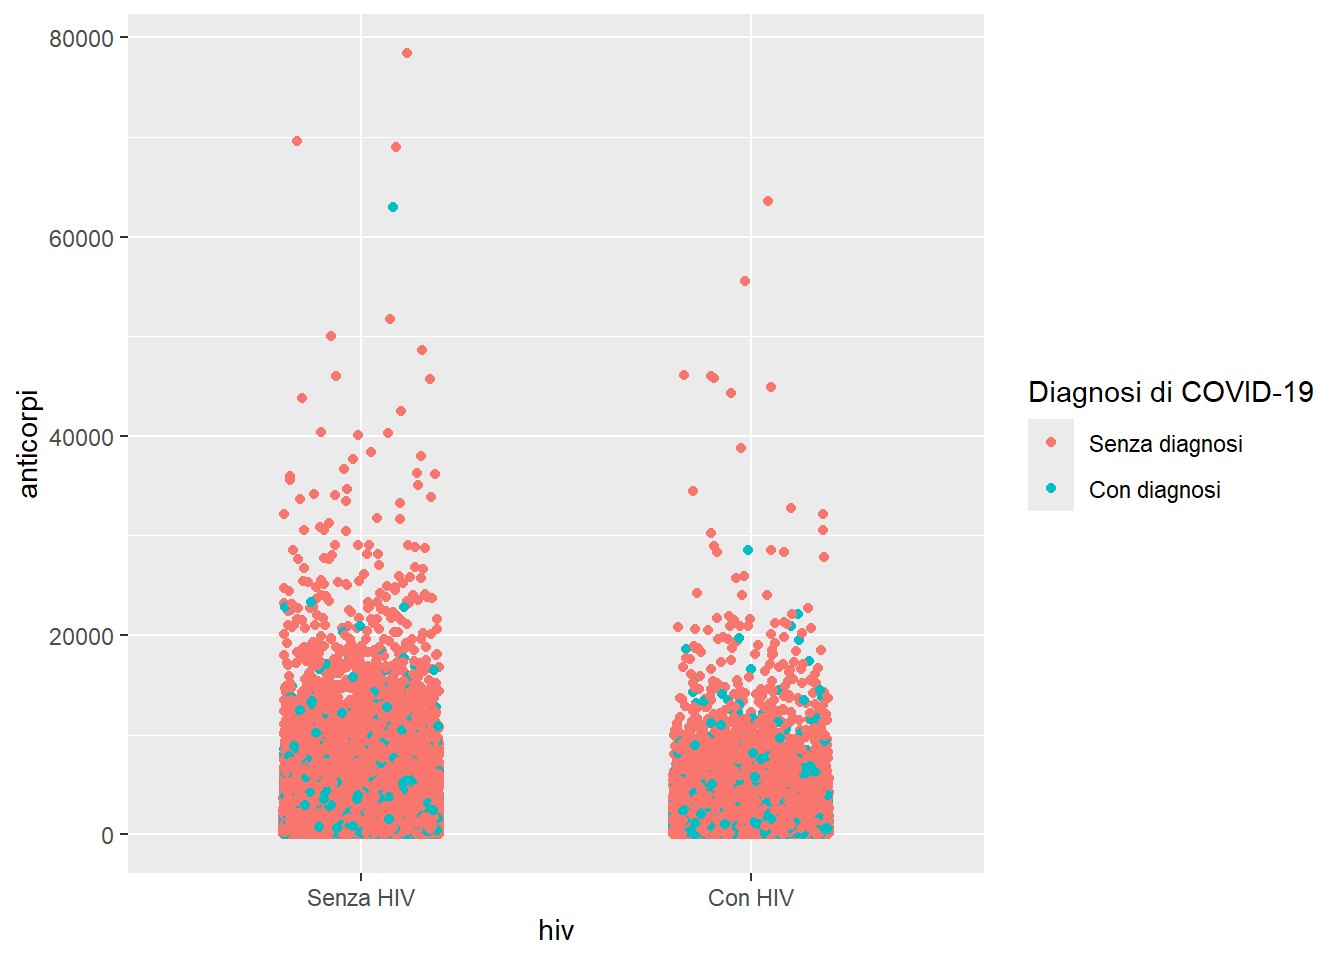 80000
60000
40000
20000
0
anticorpi
Senza HIV
Con HIV
hiv
Diagnosi di COVID-19
Senza diagnosi
Con diagnosi